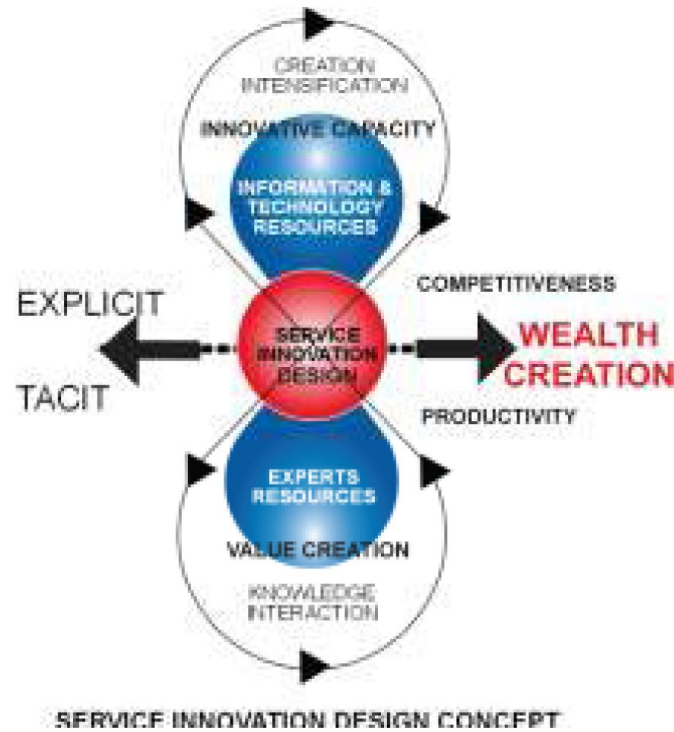 CREATION
INTENSIFICATION
INNOVATIVE CAPACITY
INFORMATION &
TECHNOLOGY
RESOURCES
COMPETITIVENESS
EXPLICIT
SERVICE
INNOVATION
DESIGN
WEALTH
CREATION
TACIT
PRODUCTIVITY
EXPERTS
RESOURCES
VALUE CREATION
KNOWLEDGE
INTERACTION
SERVICE INNOVATION DESIGN CONCEPT